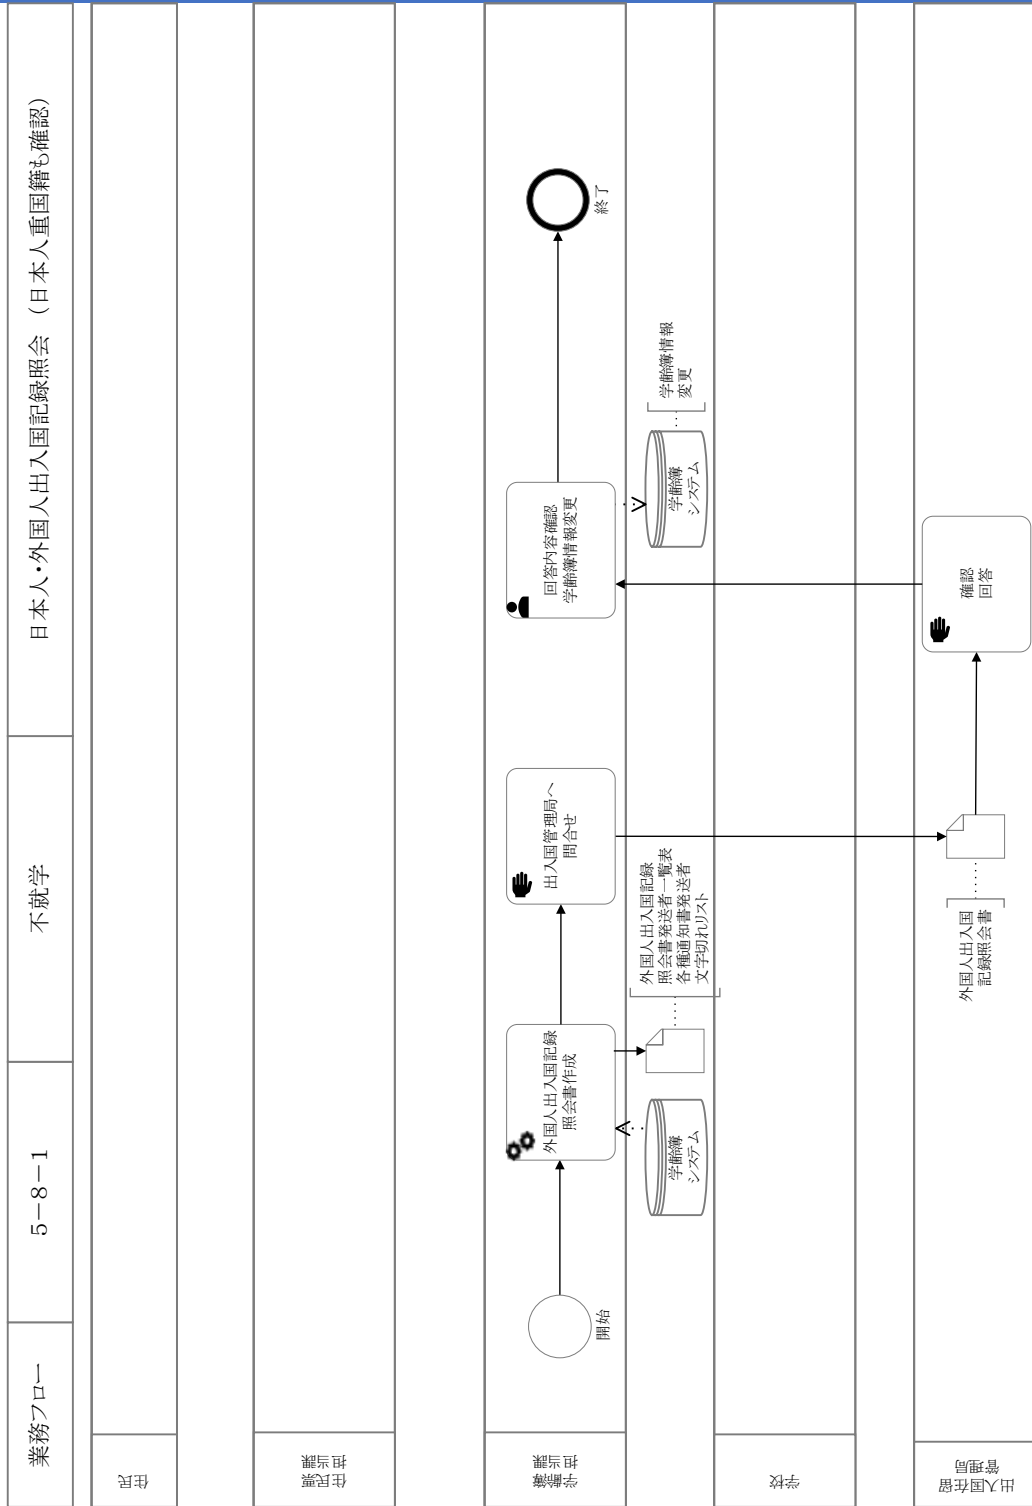 業務フロー
5－8－1
不就学
日本人・外国人出入国記録照会（日本人重国籍も確認）
住民
住民票
担当課
学齢簿
担当課
開始
外国人出入国記録
照会書作成
出入国管理局へ
問合せ
回答内容確認
学齢簿情報変更
終了
学齢簿
システム
外国人出入国記録
照会書発送者一覧表
各種通知書発送者
文字切れリスト
学齢簿
システム
学齢簿情報
変更
学校
出入国在留
管理局
外国人出入国
記録照会書
確認
回答